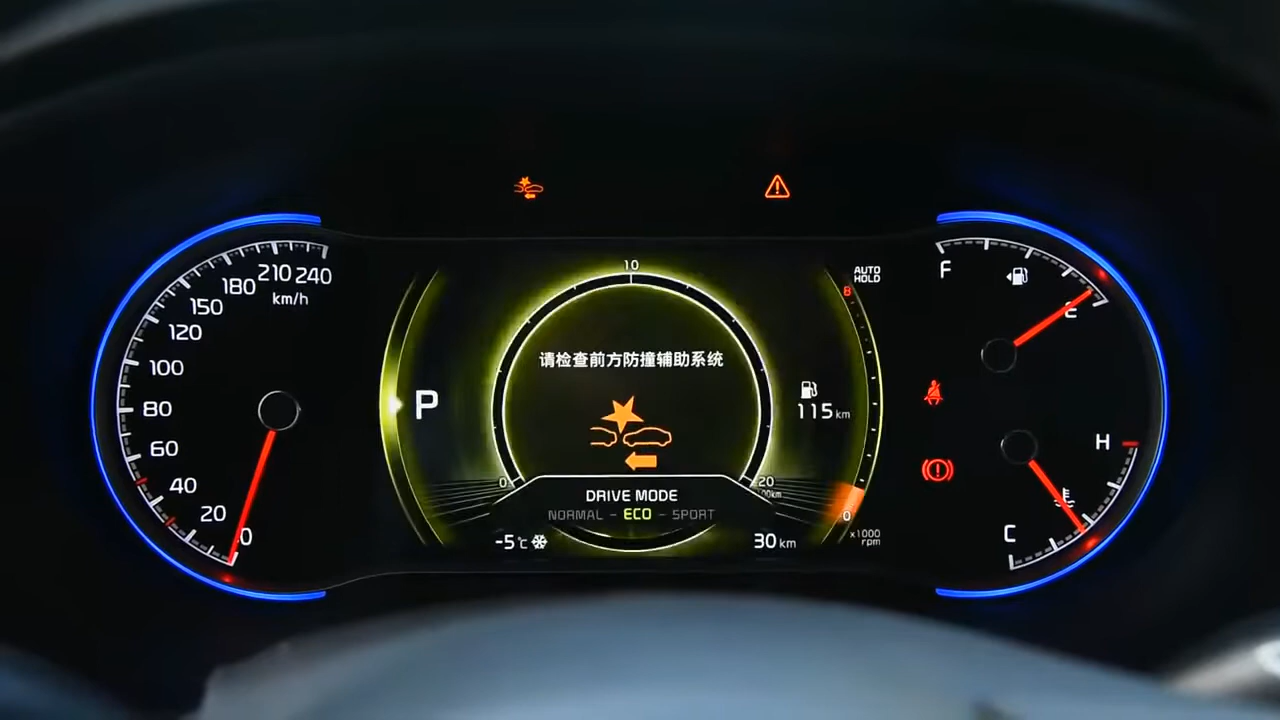 240
210
180
150
120
100
80
60
40
20
0
km/h
P
10
0
20
请检查前方防撞辅助系统
DRIVE MODE
NORMAL - ECO - SPORT
-5℃
30 km
115 km
AUTO
HOLD
8
0
x1000
rpm
F
E
H
C